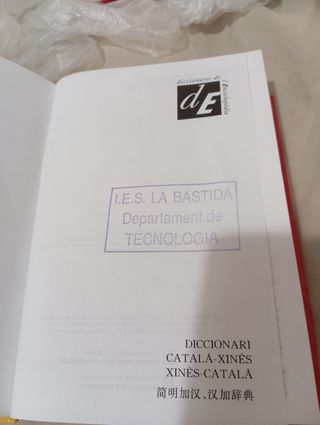 diccionaris de
l'Enciclopèdia
dE
I.E.S. LA BASTIDA
Departament de
TECNOLOGIA
DICCIONARI
CATALÀ-XINÈS
XINÈS-CATALÀ
简明加汉、汉加辞典